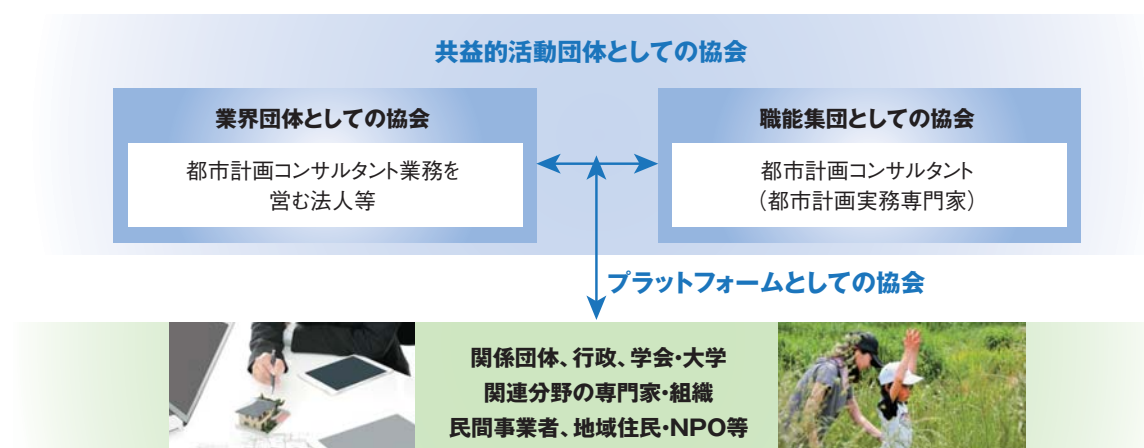 共益的活動団体としての協会
業界団体としての協会
都市計画コンサルタント業務を
営む法人等
職能集団としての協会
都市計画コンサルタント
（都市計画実務専門家）
プラットフォームとしての協会
関係団体、行政、学会・大学
関連分野の専門家・組織
民間事業者、地域住民・NPO等